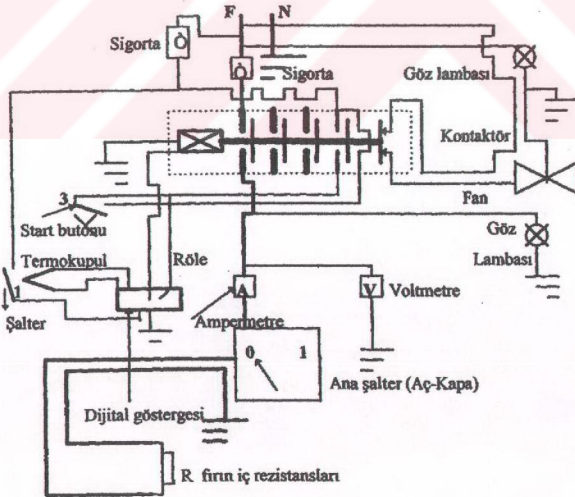 F N
Sigorta
Sigorta
Göz lambası
Kontaktör
Fan
3
Start butonu
Göz
Lambası
Termokupul
Röle
1
Şalter
A
V
Voltmetre
Ampermetre
0 1
Ana şalter (Aç-Kapa)
Dijital göstergesi
R fırın iç rezistansları